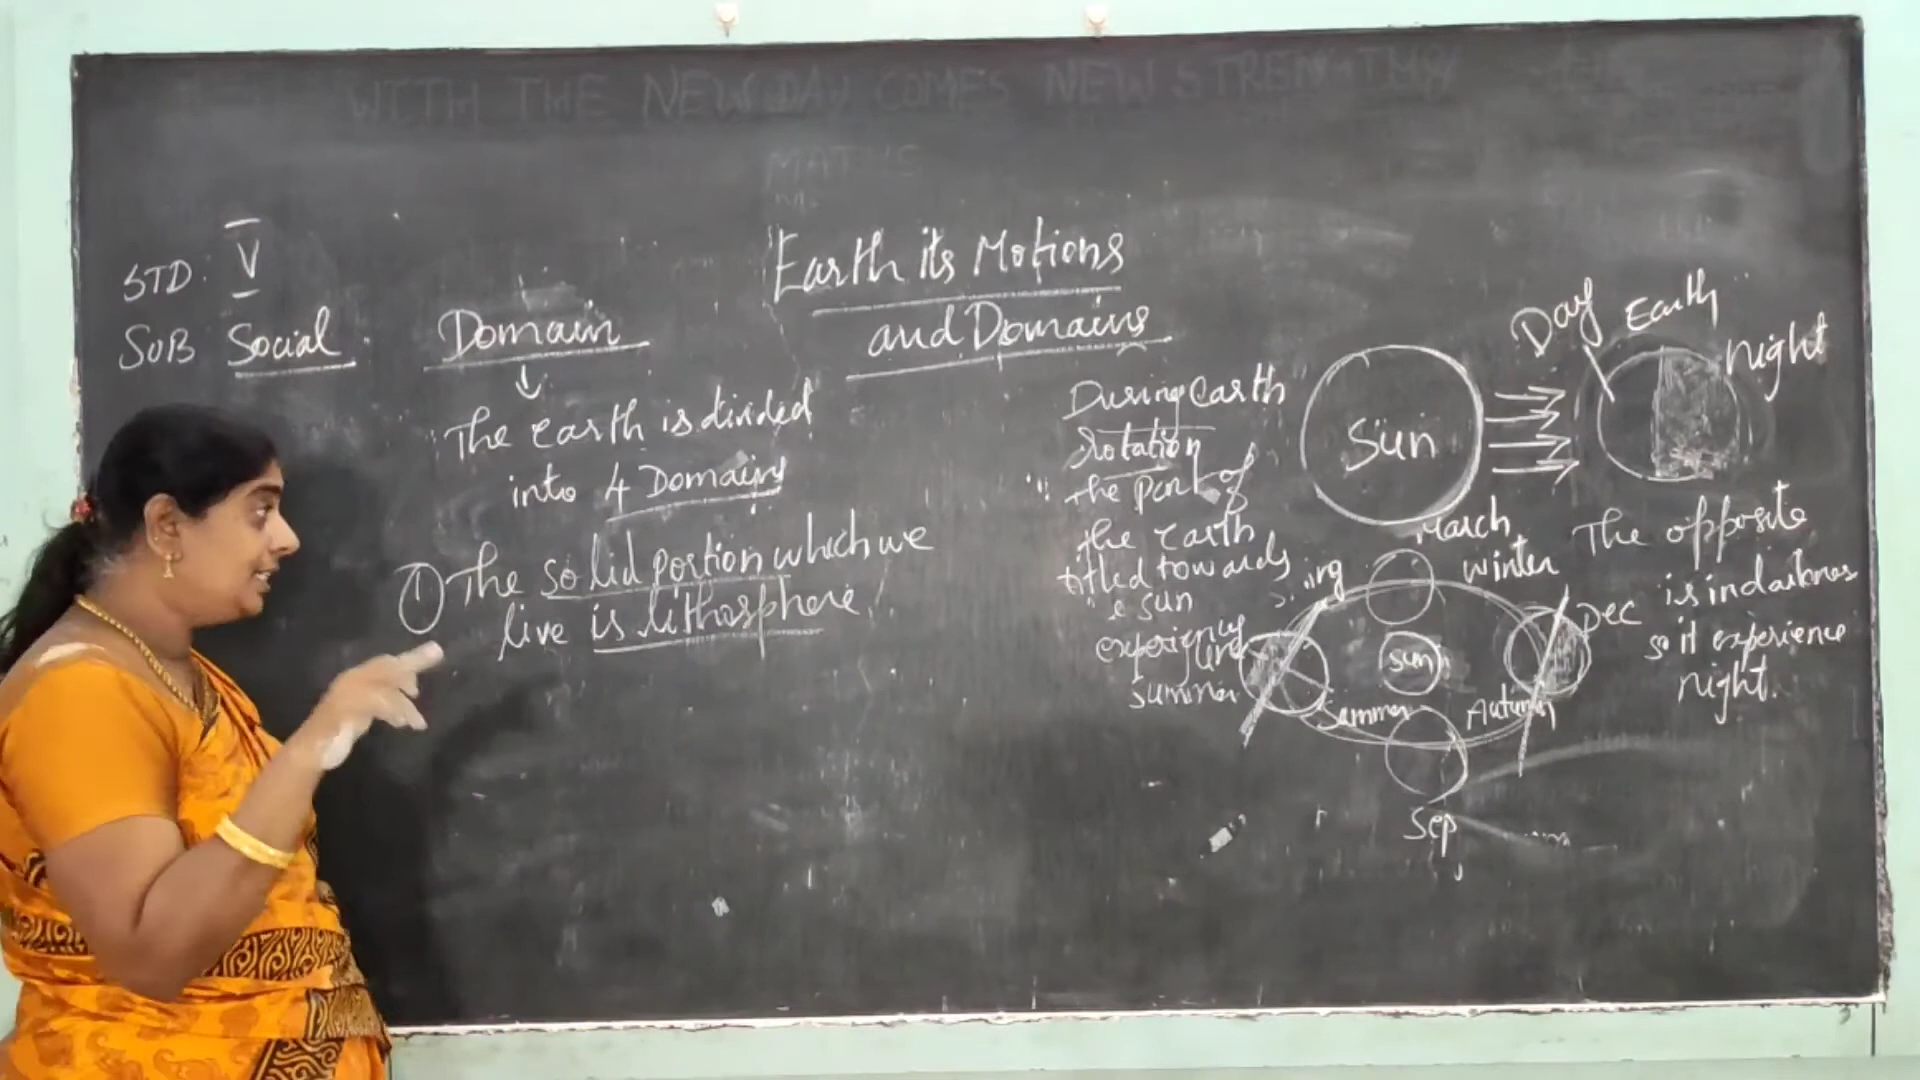 WITH THE NEW DAY COMES NEW STRENGTH
MATHS
STD: V
SUB Social
Earth its Motions
and Domains
Domain
The earth is divided
into 4 Domains
① The solid portion which we
live is lithosphere
During earth
rotation
the part of
the earth
titled towards
sun
summer
Sun
Day
Earth
night
The opposite
is in darkness
so it experience
night.
March
winter
Dec
sun
Summer
Autumn
Sep